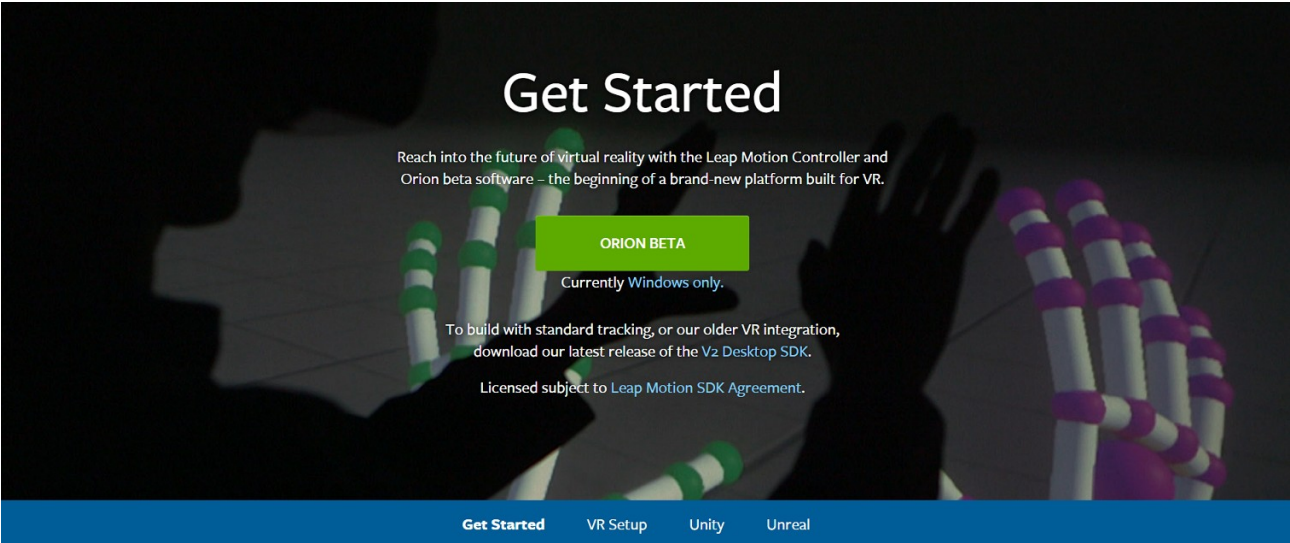 Get Started
Reach into the future of virtual reality with the Leap Motion Controller and
Orion beta software – the beginning of a brand-new platform built for VR.
ORION BETA
Currently Windows only.
To build with standard tracking, or our older VR integration,
download our latest release of the V2 Desktop SDK.
Licensed subject to Leap Motion SDK Agreement.
Get Started VR Setup Unity Unreal